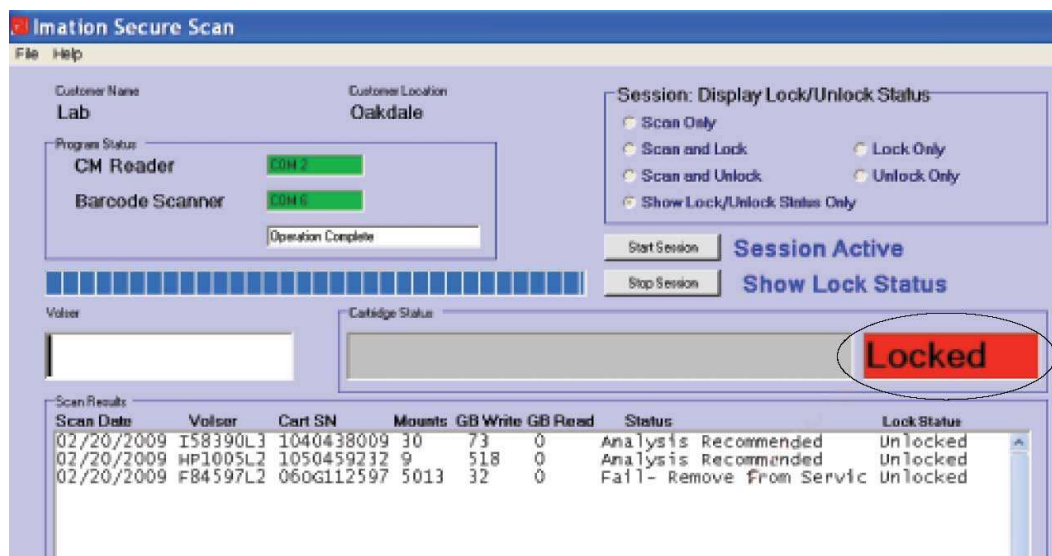 Imation Secure Scan
File Help
Customer Name
Lab
Customer Location
Oakdale
Program Status
CM Reader COM 2
Barcode Scanner COM 6
Operation Complete
Session: Display Lock/Unlock Status
Scan Only
Scan and Lock Lock Only
Scan and Unlock Unlock Only
Show Lock/Unlock Status Only
Start Session Session Active
Stop Session Show Lock Status
Volser
Cartridge Status
Locked
Scan Results
Scan Date Volser Cart SN Mounts GB Write GB Read Status Lock Status
02/20/2009 I58390L3 1040438009 30 73 0 Analysis Recommended Unlocked
02/20/2009 HP1005L2 1050459232 9 518 0 Analysis Recommended Unlocked
02/20/2009 FB4597L2 060G112597 5013 32 0 Fail- Remove from Servic Unlocked